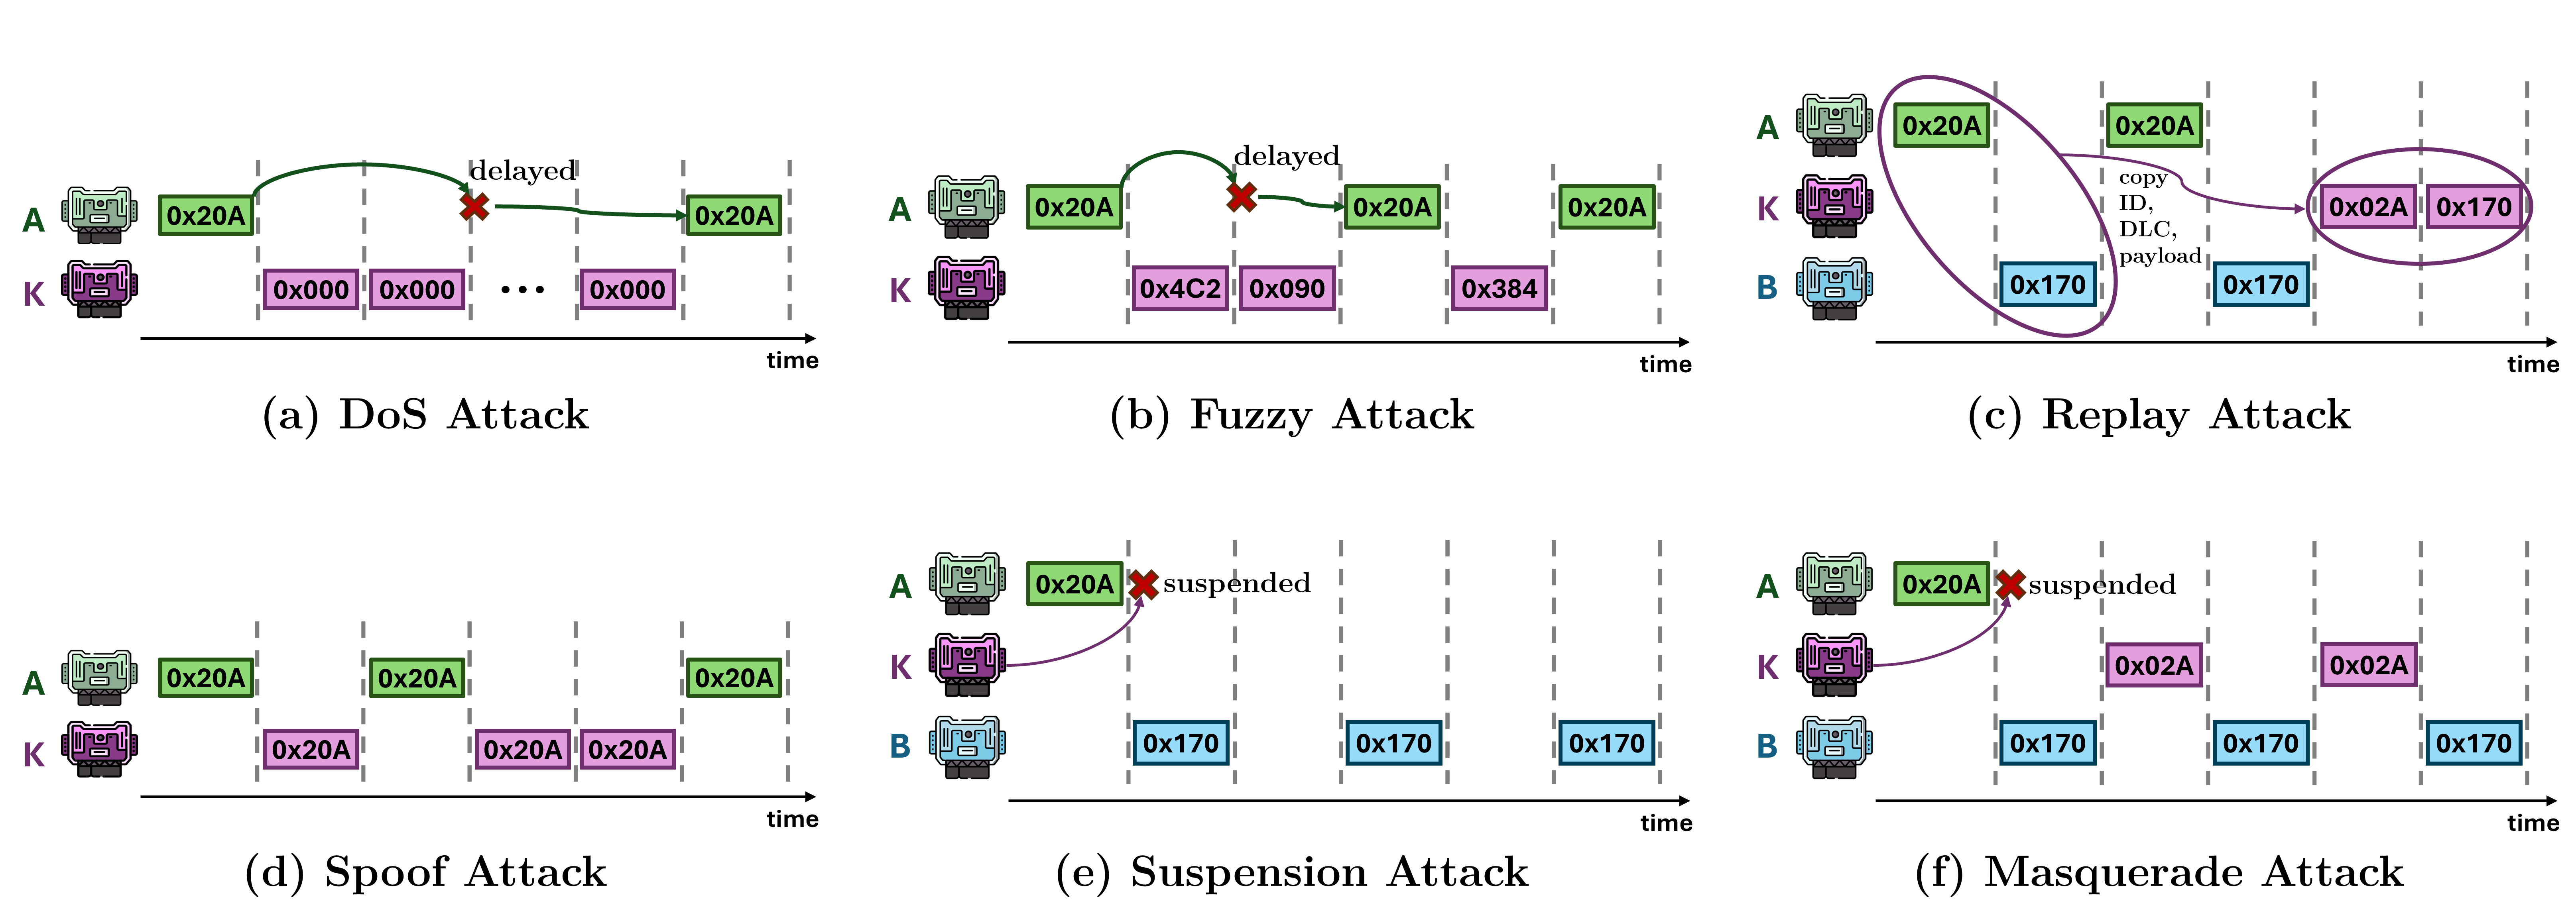 A
0x20A
delayed
0x20A
K
0x000
0x000
...
0x000
time
(a) DoS Attack
A
0x20A
delayed
0x20A
0x20A
K
0x4C2
0x090
0x384
time
(b) Fuzzy Attack
A
0x20A
0x20A
K
copy
ID,
DLC,
payload
0x02A
0x170
B
0x170
0x170
time
(c) Replay Attack
A
0x20A
0x20A
0x20A
K
0x20A
0x20A
0x20A
time
(d) Spoof Attack
A
0x20A
suspended
K
B
0x170
0x170
0x170
time
(e) Suspension Attack
A
0x20A
suspended
K
0x02A
0x02A
B
0x170
0x170
0x170
time
(f) Masquerade Attack